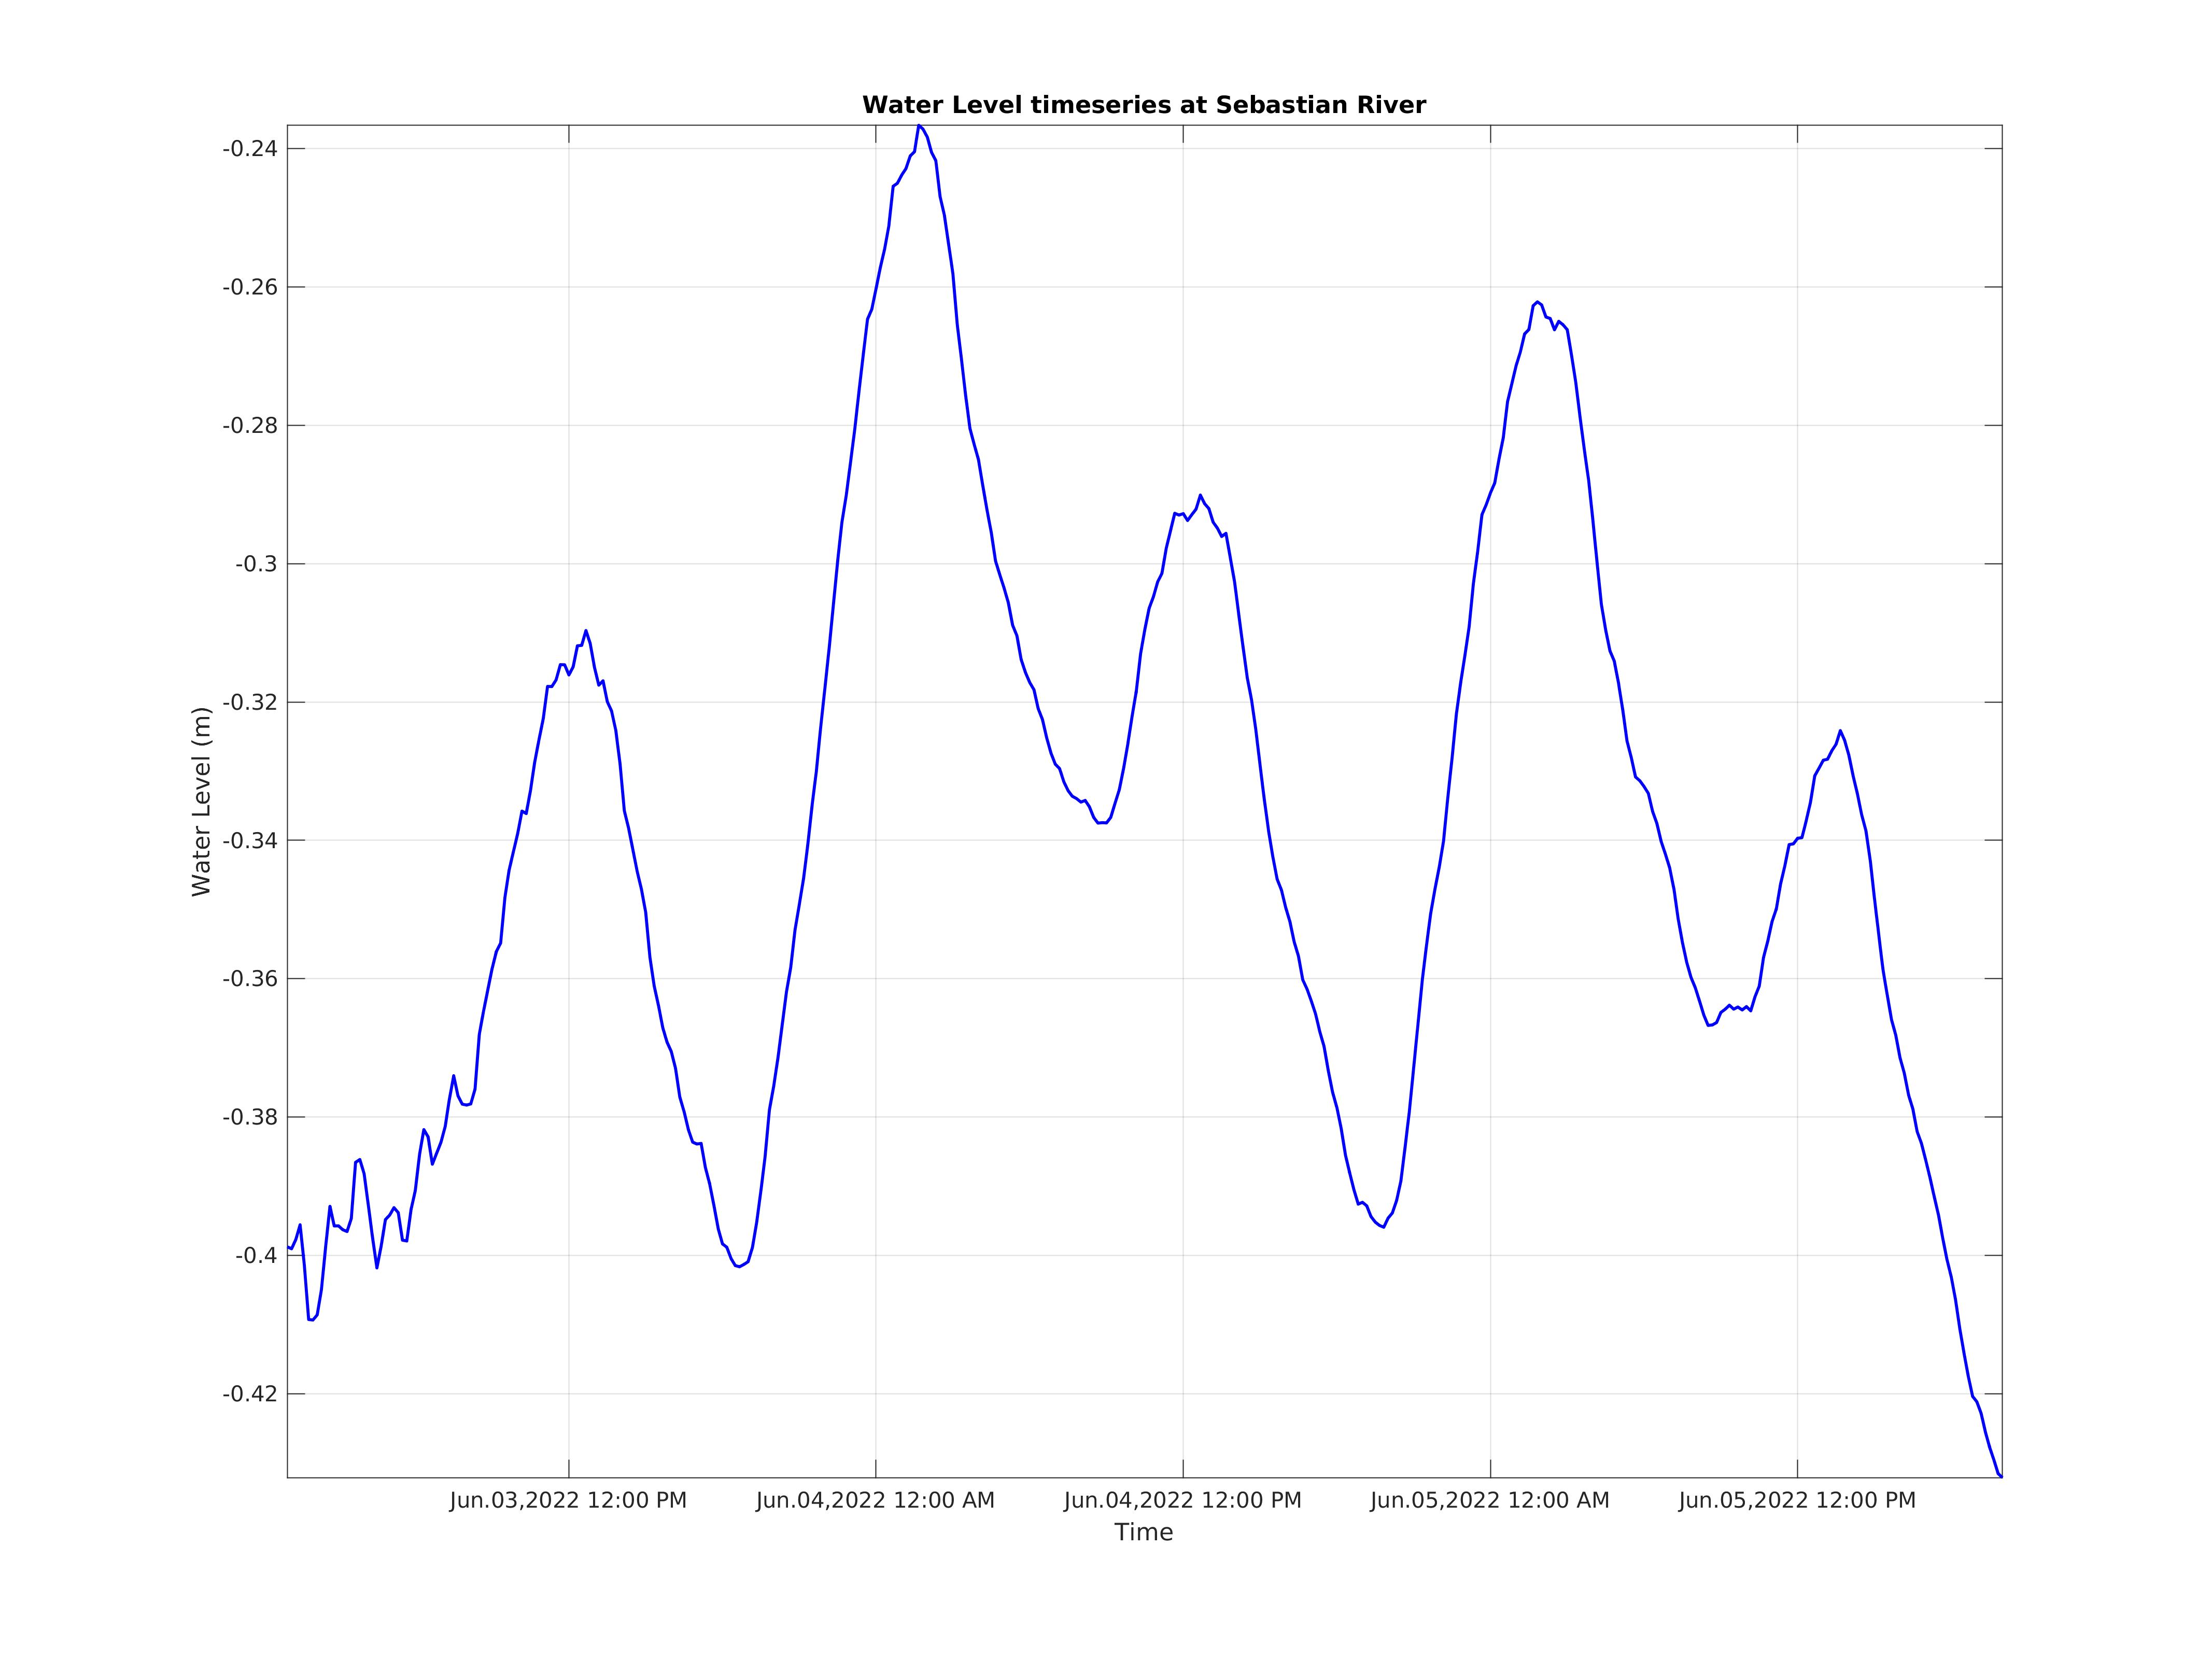 Water Level timeseries at Sebastian River
-0.24
-0.26
-0.28
-0.3
-0.32
-0.34
-0.36
-0.38
-0.4
-0.42
Water Level (m)
Jun.03,2022 12:00 PM
Jun.04,2022 12:00 AM
Jun.04,2022 12:00 PM
Jun.05,2022 12:00 AM
Jun.05,2022 12:00 PM
Time